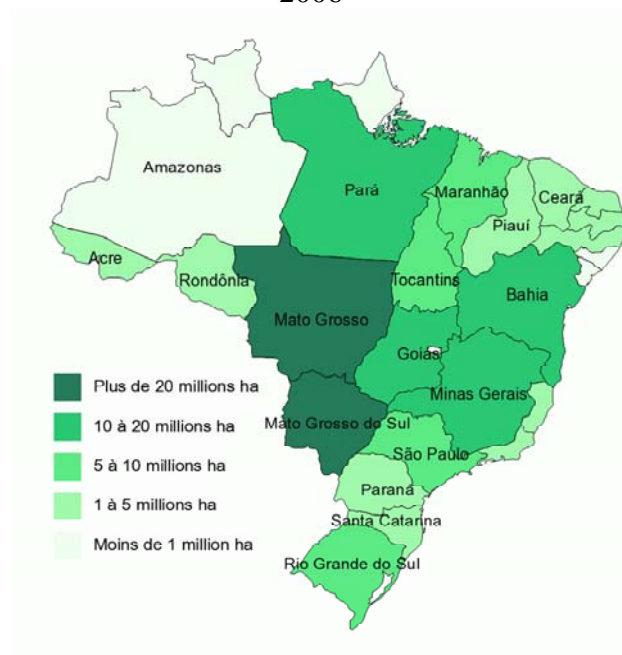 2006
Amazonas
Pará
Maranhão
Ceará
Piauí
Acre
Rondônia
Tocantins
Bahia
Mato Grosso
Goiás
Plus de 20 millions ha
Minas Gerais
10 à 20 millions ha
Mato Grosso do Sul
São Paulo
5 à 10 millions ha
Paraná
1 à 5 millions ha
Santa Catarina
Moins de 1 million ha
Rio Grande do Sul